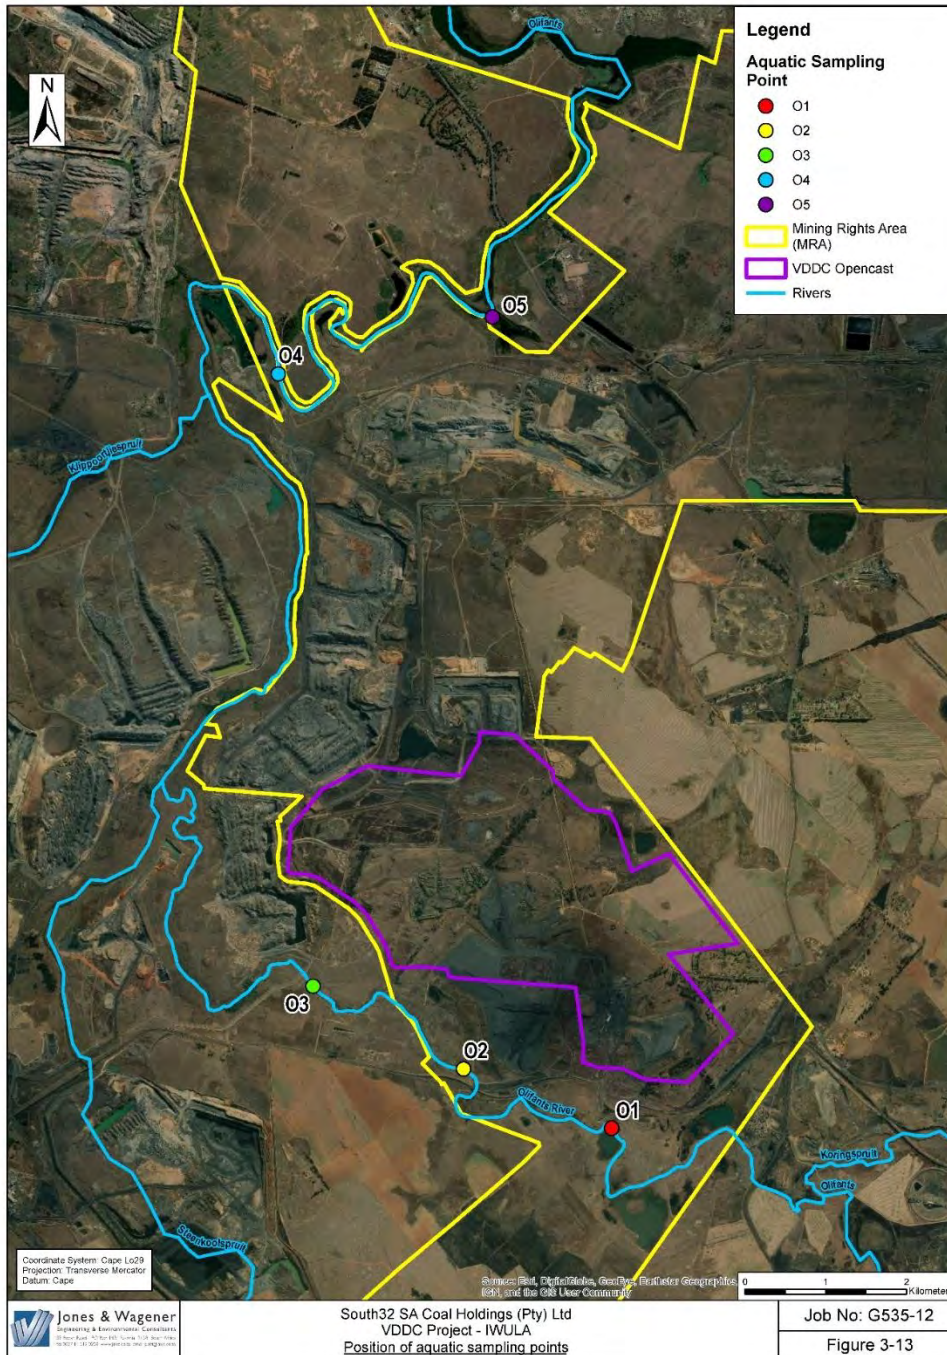 Olifants
N
Legend
Aquatic Sampling
Point
O1
O2
O3
O4
O5
Mining Rights Area
(MRA)
VDDC Opencast
Rivers
O5
O4
Klippoortjiespruit
O3
O2
Olifants River
O1
Koringspruit
Olifants
Steenkoolspruit
Coordinate System: Cape Lo29
Projection: Transverse Mercator
Datum: Cape
Source: Esri, DigitalGlobe, GeoEye, Earthstar Geographics,
IGN, and the GIS User Community
0 1 2
Kilometer
Jones & Wagener
Engineering & Environmental Consultants
South32 SA Coal Holdings (Pty) Ltd
VDDC Project - IWULA
Position of aquatic sampling points
Job No: G535-12
Figure 3-13